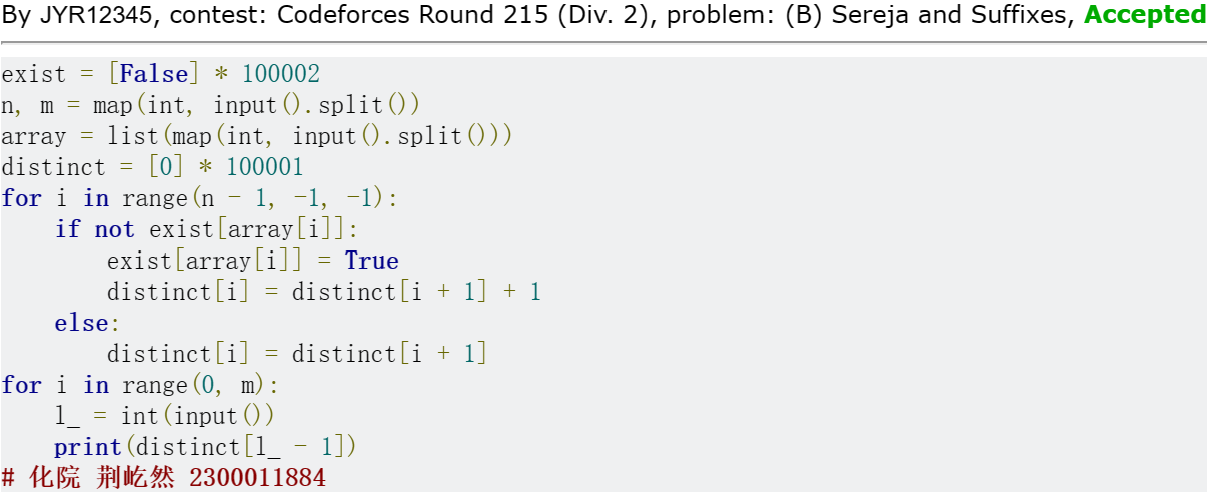 By JYR12345, contest: Codeforces Round 215 (Div. 2), problem: (B) Sereja and Suffixes, Accepted
exist = [False] * 100002
n, m = map(int, input().split())
array = list(map(int, input().split()))
distinct = [0] * 100001
for i in range(n - 1, -1, -1):
    if not exist[array[i]]:
        exist[array[i]] = True
        distinct[i] = distinct[i + 1] + 1
    else:
        distinct[i] = distinct[i + 1]
for i in range(0, m):
    l_ = int(input())
    print(distinct[l_ - 1])
# 化院 荆屹然 2300011884